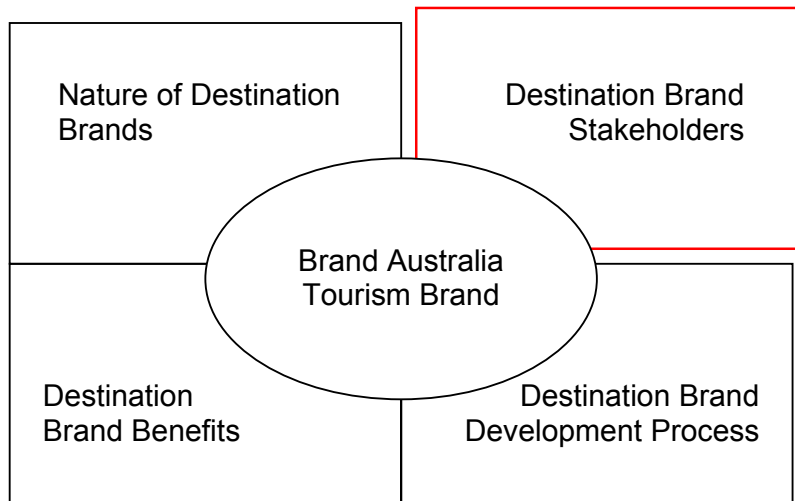 Nature of Destination
Brands
Destination Brand
Stakeholders
Brand Australia
Tourism Brand
Destination
Brand Benefits
Destination Brand
Development Process